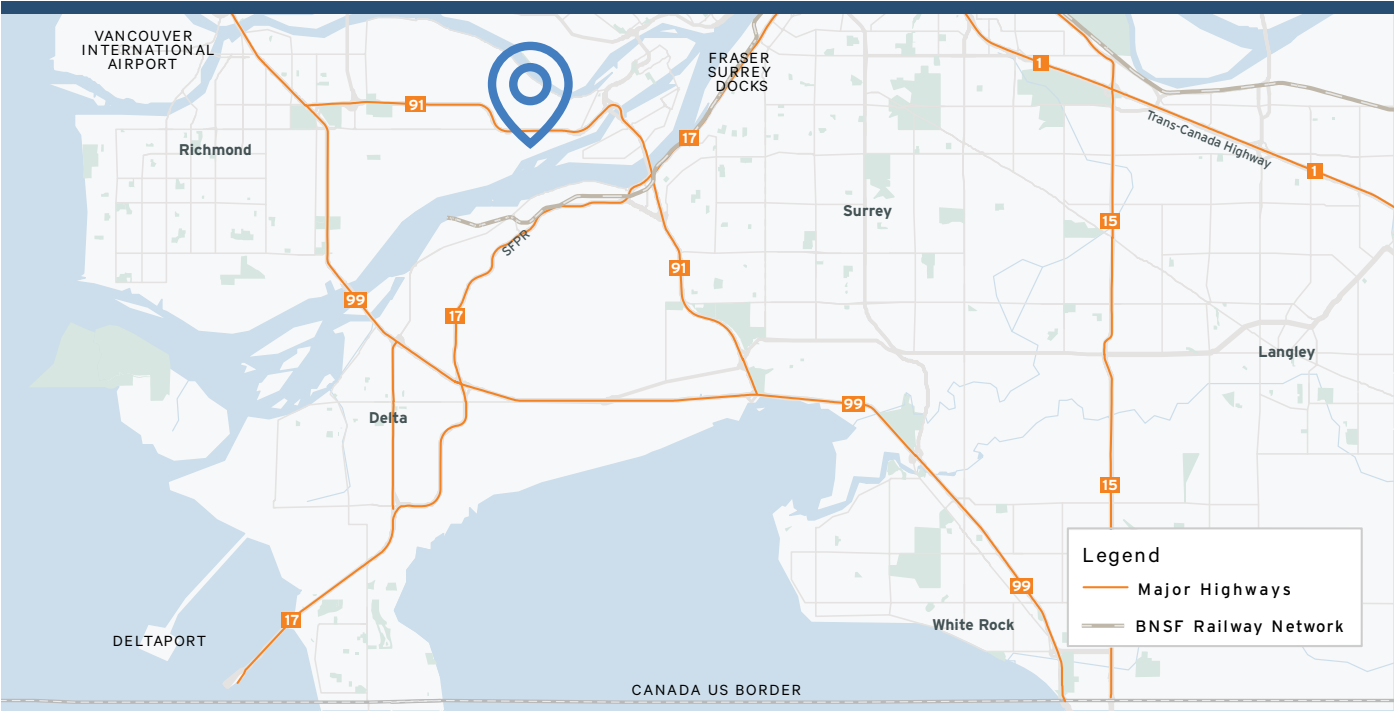 VANCOUVER
INTERNATIONAL
AIRPORT
FRASER
SURREY
DOCKS
1
91
17
Trans-Canada Highway
Richmond
1
Surrey
15
SFPR
91
99
17
Langley
Delta
99
15
Legend
Major Highways
BNSF Railway Network
99
17
White Rock
DELTAPORT
CANADA US BORDER